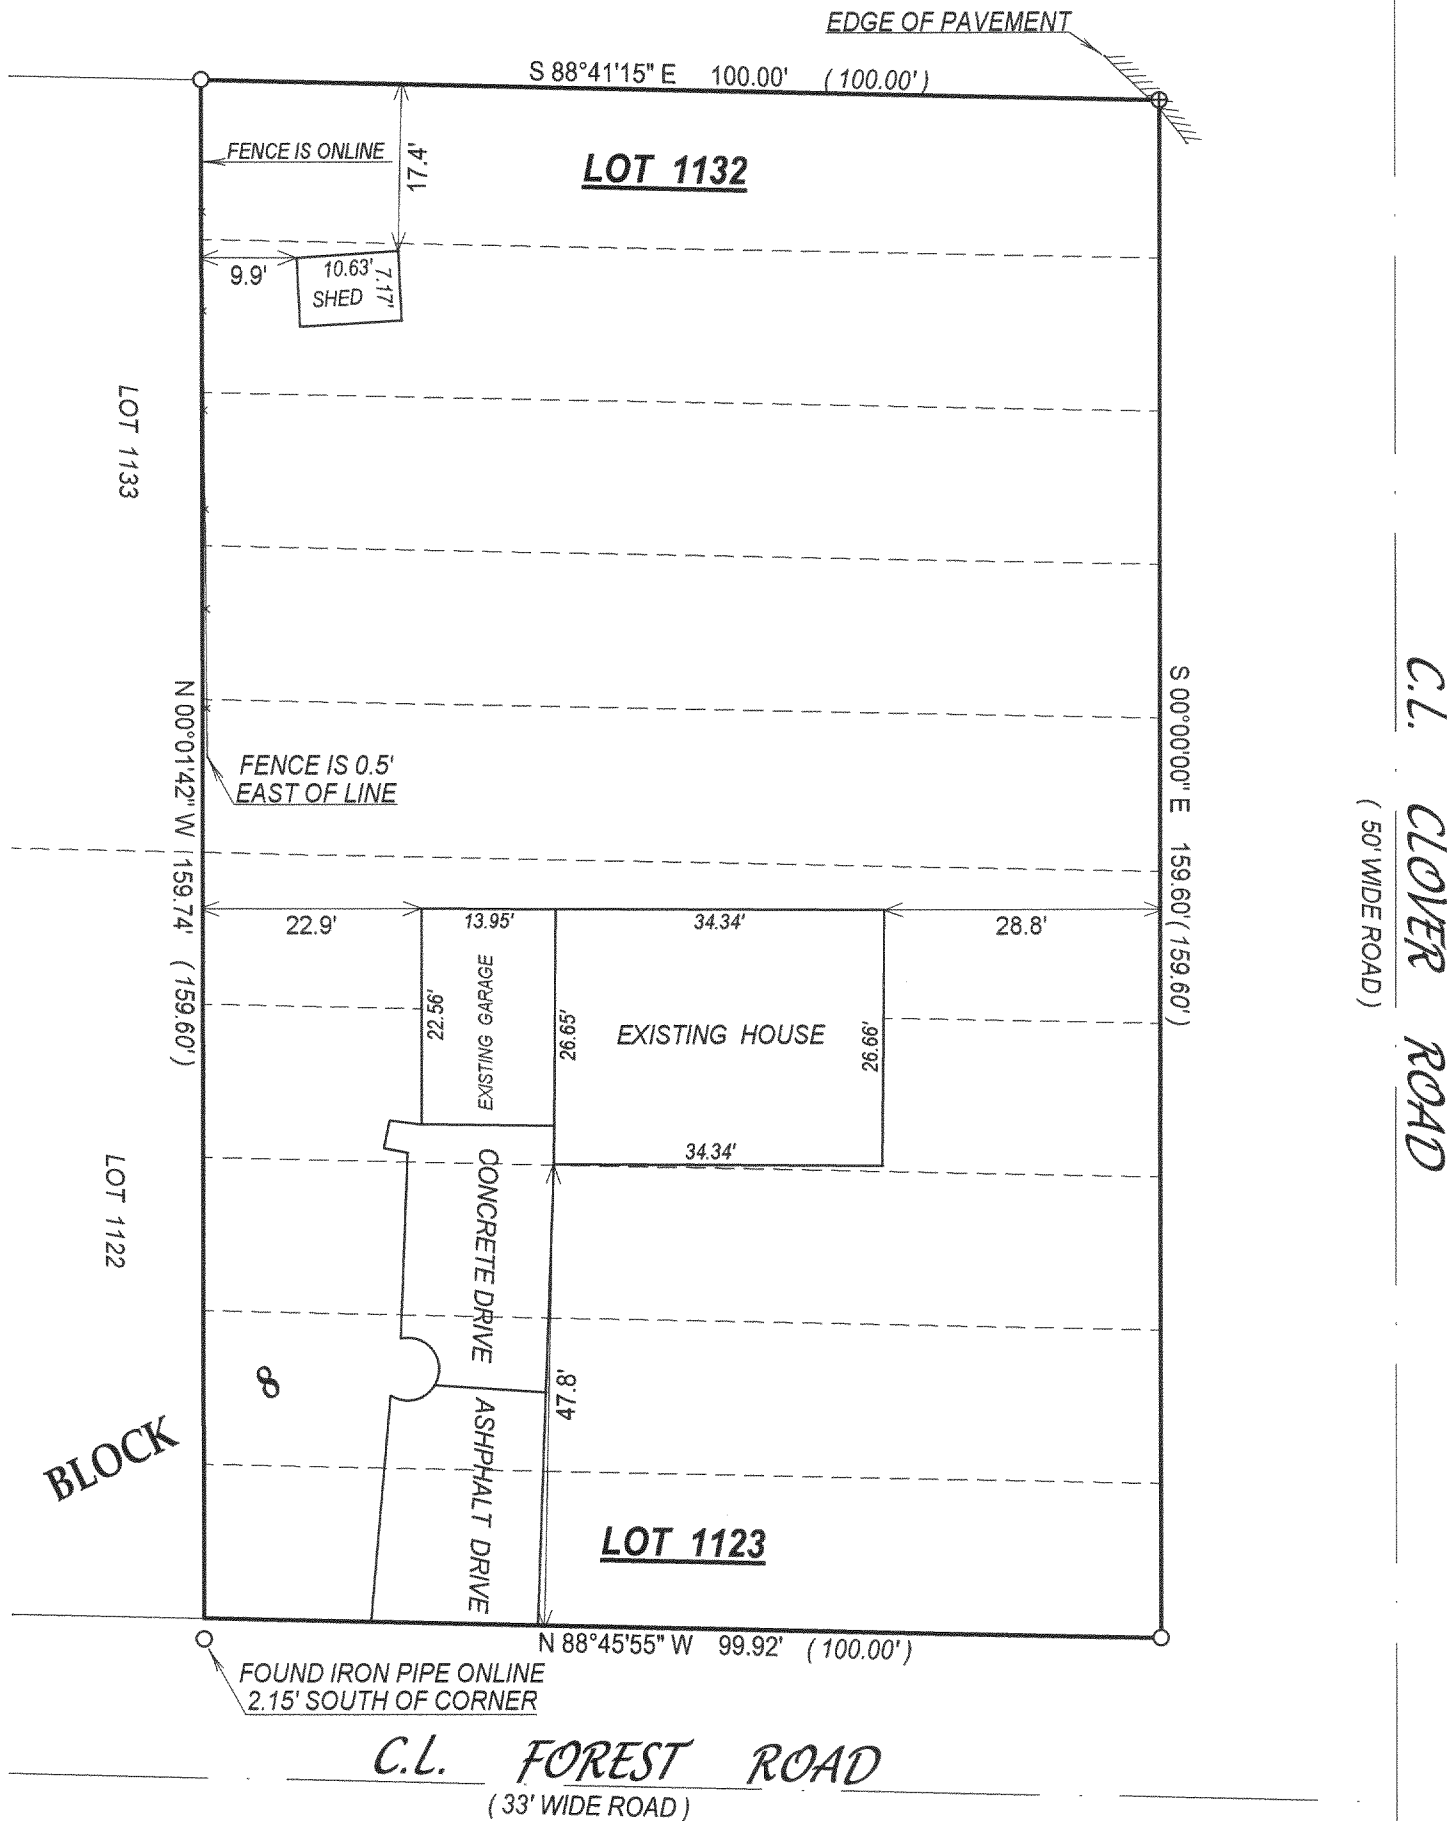 EDGE OF PAVEMENT
S 88°41'15" E 100.00' ( 100.00' )
FENCE IS ONLINE
17.4'
LOT 1132
9.9'
10.63'
7.17'
SHED
LOT 1133
N 00°01'42" W 159.74' ( 159.60' )
S 00°00'00" E 159.60' ( 159.60' )
C.L. CLOVER ROAD
( 50' WIDE ROAD )
FENCE IS 0.5'
EAST OF LINE
22.9'
13.95'
34.34'
28.8'
22.56'
EXISTING GARAGE
26.65'
EXISTING HOUSE
26.66'
34.34'
LOT 1122
CONCRETE DRIVE
47.8'
8
BLOCK
ASHPHALT DRIVE
LOT 1123
N 88°45'55" W 99.92' ( 100.00' )
FOUND IRON PIPE ONLINE
2.15' SOUTH OF CORNER
C.L. FOREST ROAD
( 33' WIDE ROAD )